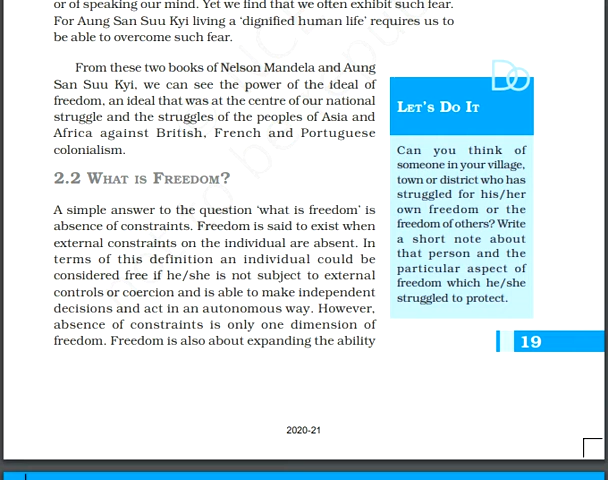 or of speaking our mind. Yet we find that we often exhibit such fear.
For Aung San Suu Kyi living a ‘dignified human life’ requires us to
be able to overcome such fear.
From these two books of Nelson Mandela and Aung
San Suu Kyi, we can see the power of the ideal of
freedom, an ideal that was at the centre of our national
struggle and the struggles of the peoples of Asia and
Africa against British, French and Portuguese
colonialism.
2.2 WHAT IS FREEDOM?
A simple answer to the question ‘what is freedom’ is
absence of constraints. Freedom is said to exist when
external constraints on the individual are absent. In
terms of this definition an individual could be
considered free if he/she is not subject to external
controls or coercion and is able to make independent
decisions and act in an autonomous way. However,
absence of constraints is only one dimension of
freedom. Freedom is also about expanding the ability
Do
LET’S DO IT
Can you think of
someone in your village,
town or district who has
struggled for his/her
own freedom or the
freedom of others? Write
a short note about
that person and the
particular aspect of
freedom which he/she
struggled to protect.
19
2020-21